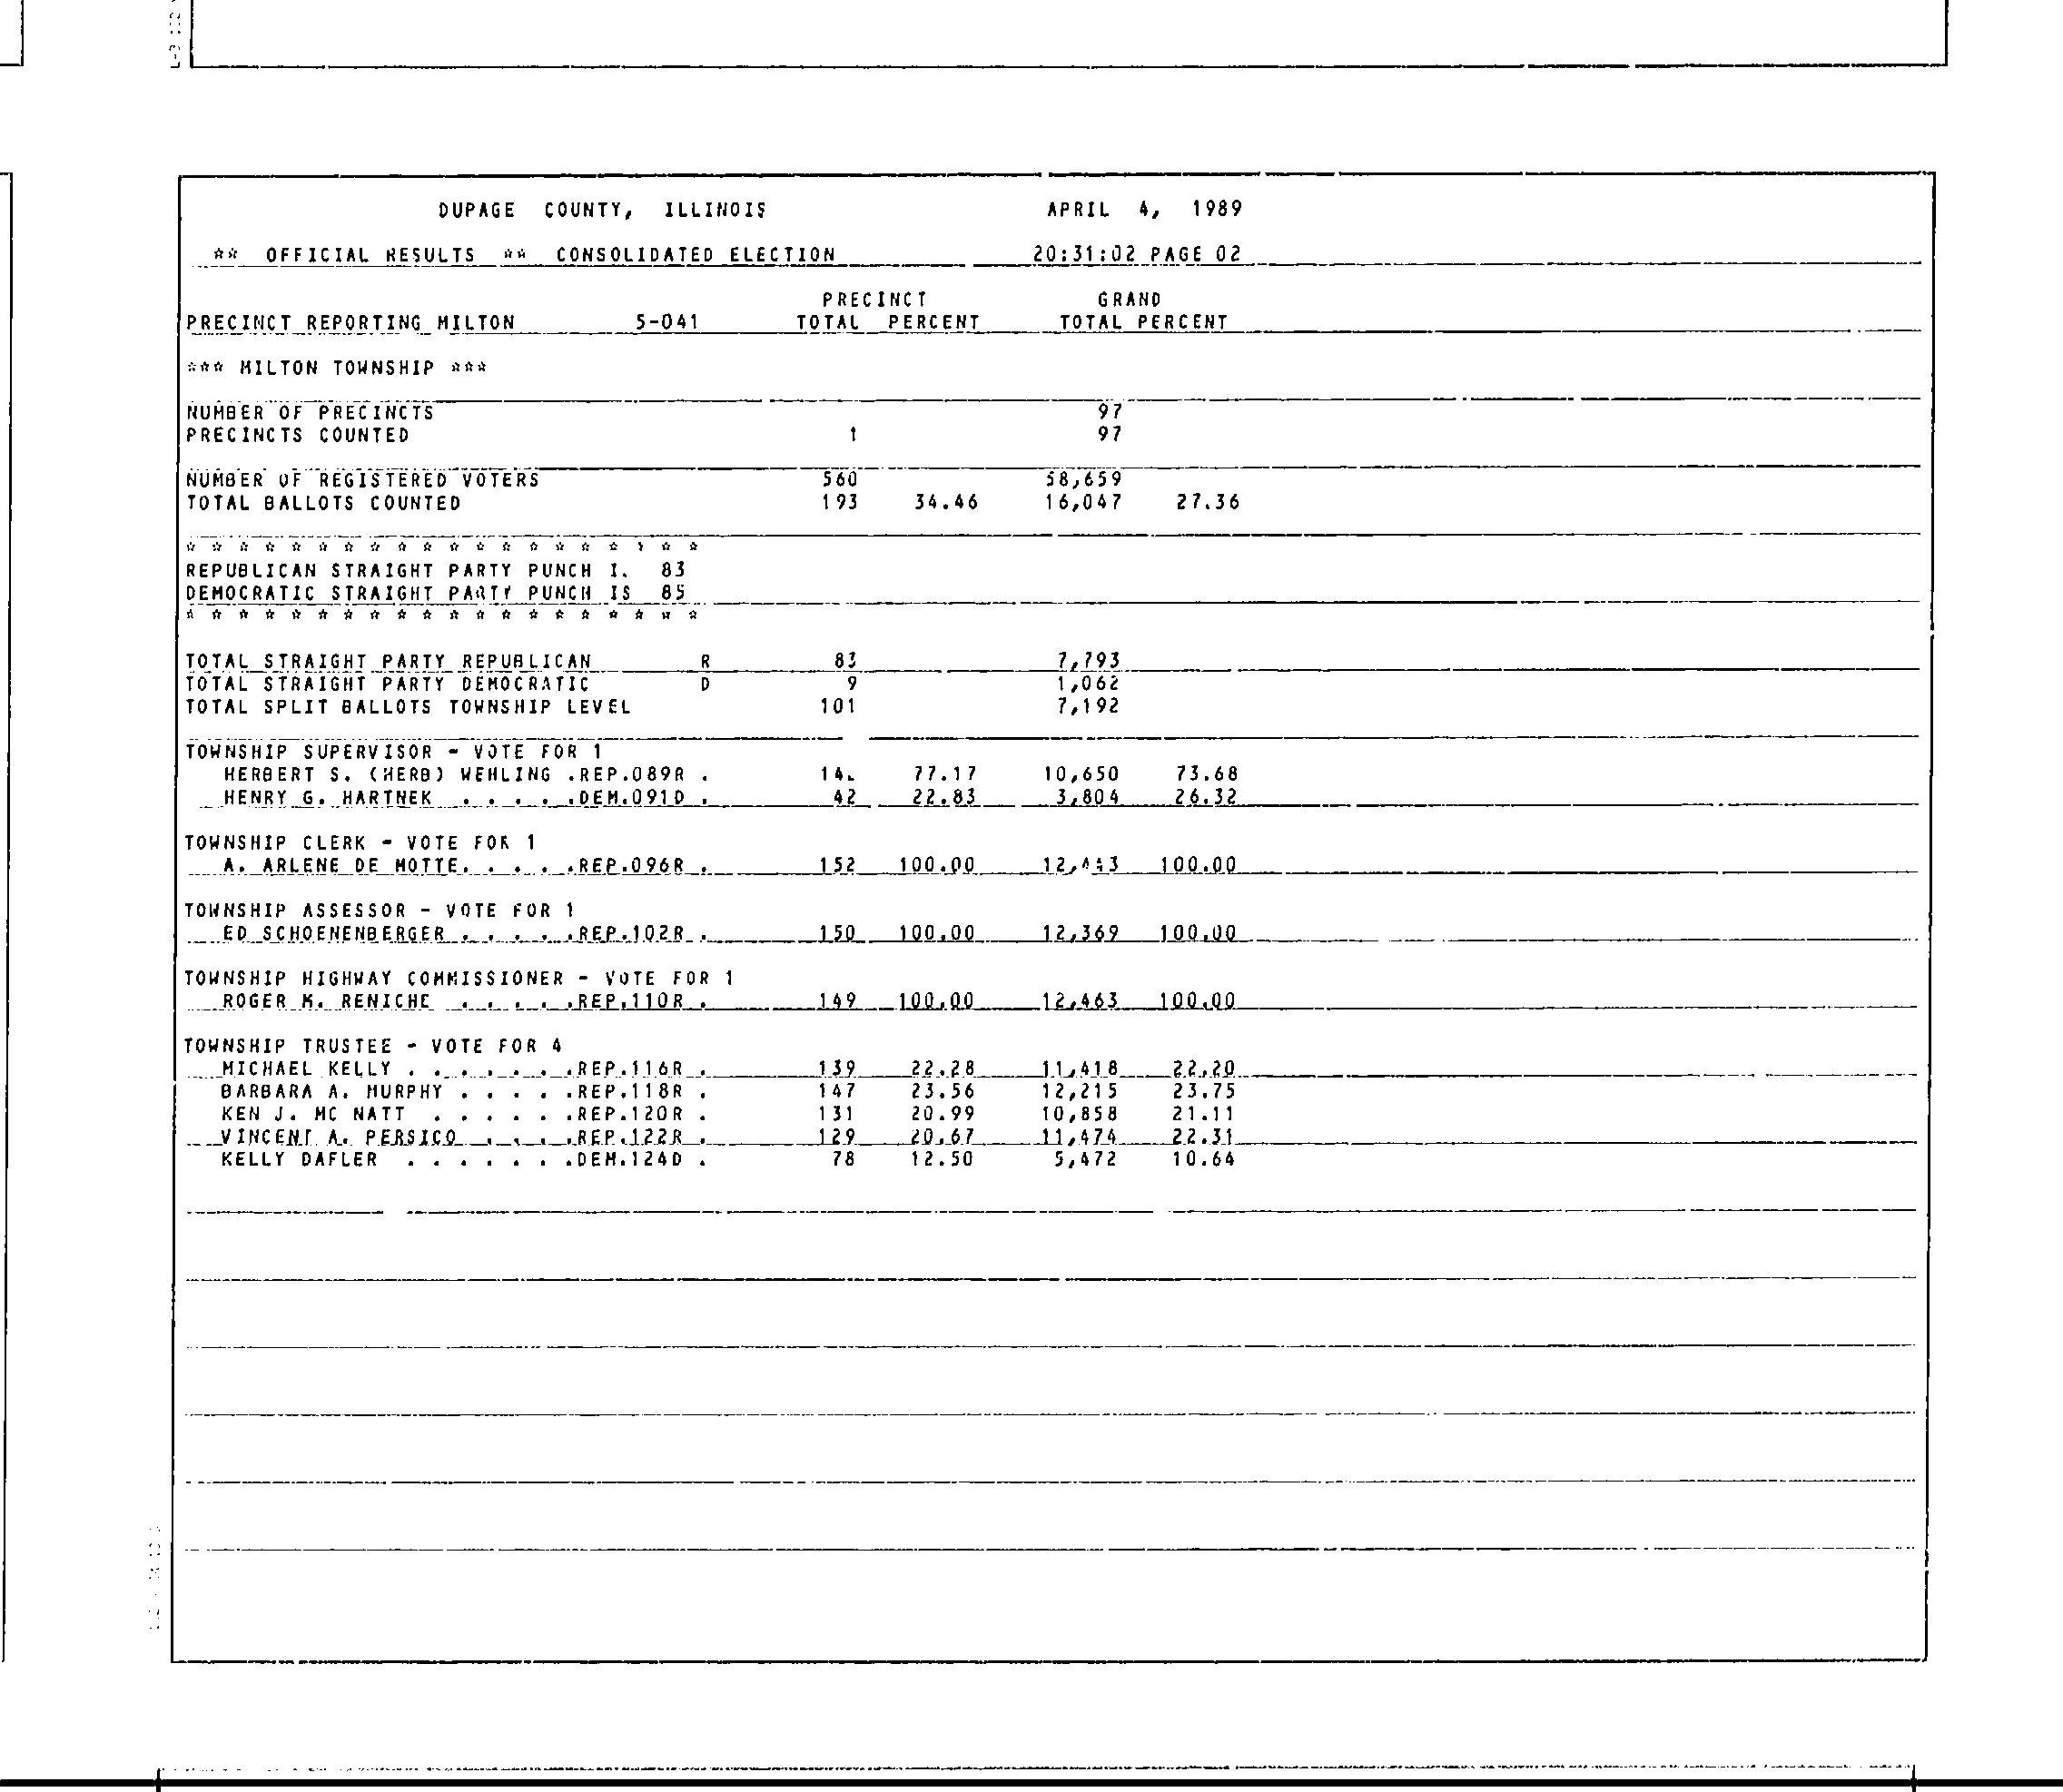 DUPAGE COUNTY, ILLINOIS APRIL 4, 1989
** OFFICIAL RESULTS ** CONSOLIDATED ELECTION 20:31:02 PAGE 02
PRECINCT GRAND
PRECINCT REPORTING MILTON 5-041 TOTAL PERCENT TOTAL PERCENT
*** MILTON TOWNSHIP ***
NUMBER OF PRECINCTS 97
PRECINCTS COUNTED 1 97
NUMBER OF REGISTERED VOTERS 560 58,659
TOTAL BALLOTS COUNTED 193 34.46 16,047 27.36
* * * * * * * * * * * * * * * * * * * *
REPUBLICAN STRAIGHT PARTY PUNCH 83
DEMOCRATIC STRAIGHT PARTY PUNCH IS 85
* * * * * * * * * * * * * * * * * * * *
TOTAL STRAIGHT PARTY REPUBLICAN R 83 7,793
TOTAL STRAIGHT PARTY DEMOCRATIC D 9 1,062
TOTAL SPLIT BALLOTS TOWNSHIP LEVEL 101 7,192
TOWNSHIP SUPERVISOR - VOTE FOR 1
HERBERT S. (HERB) WEHLING .REP.089R . 77.17 10,650 73.68
HENRY G. HARTNEK . . . . .DEM.091D . 42 22.83 3,804 26.32
TOWNSHIP CLERK - VOTE FOR 1
A. ARLENE DE MOTTE. . . . .REP.096R . 152 100.00 100.00
TOWNSHIP ASSESSOR - VOTE FOR 1
ED SCHOENENBERGER . . . . .REP.102R . 150 100.00 12,369 100.00
TOWNSHIP HIGHWAY COMMISSIONER - VOTE FOR 1
ROGER M. RENICHE . . . . .REP.110R . 149 100.00 12,463 100.00
TOWNSHIP TRUSTEE - VOTE FOR 4
MICHAEL KELLY . . . . . . .REP.116R . 139 22.28 11,418 22.20
BARBARA A. MURPHY . . . . .REP.118R . 147 23.56 12,215 23.75
KEN J. MC NATT . . . . . .REP.120R . 131 20.99 10,858 21.11
VINCENT A. PERSICO . . . .REP.122R . 129 20.67 11,474 22.31
KELLY DAFLER . . . . . . .DEM.124D . 78 12.50 5,472 10.64